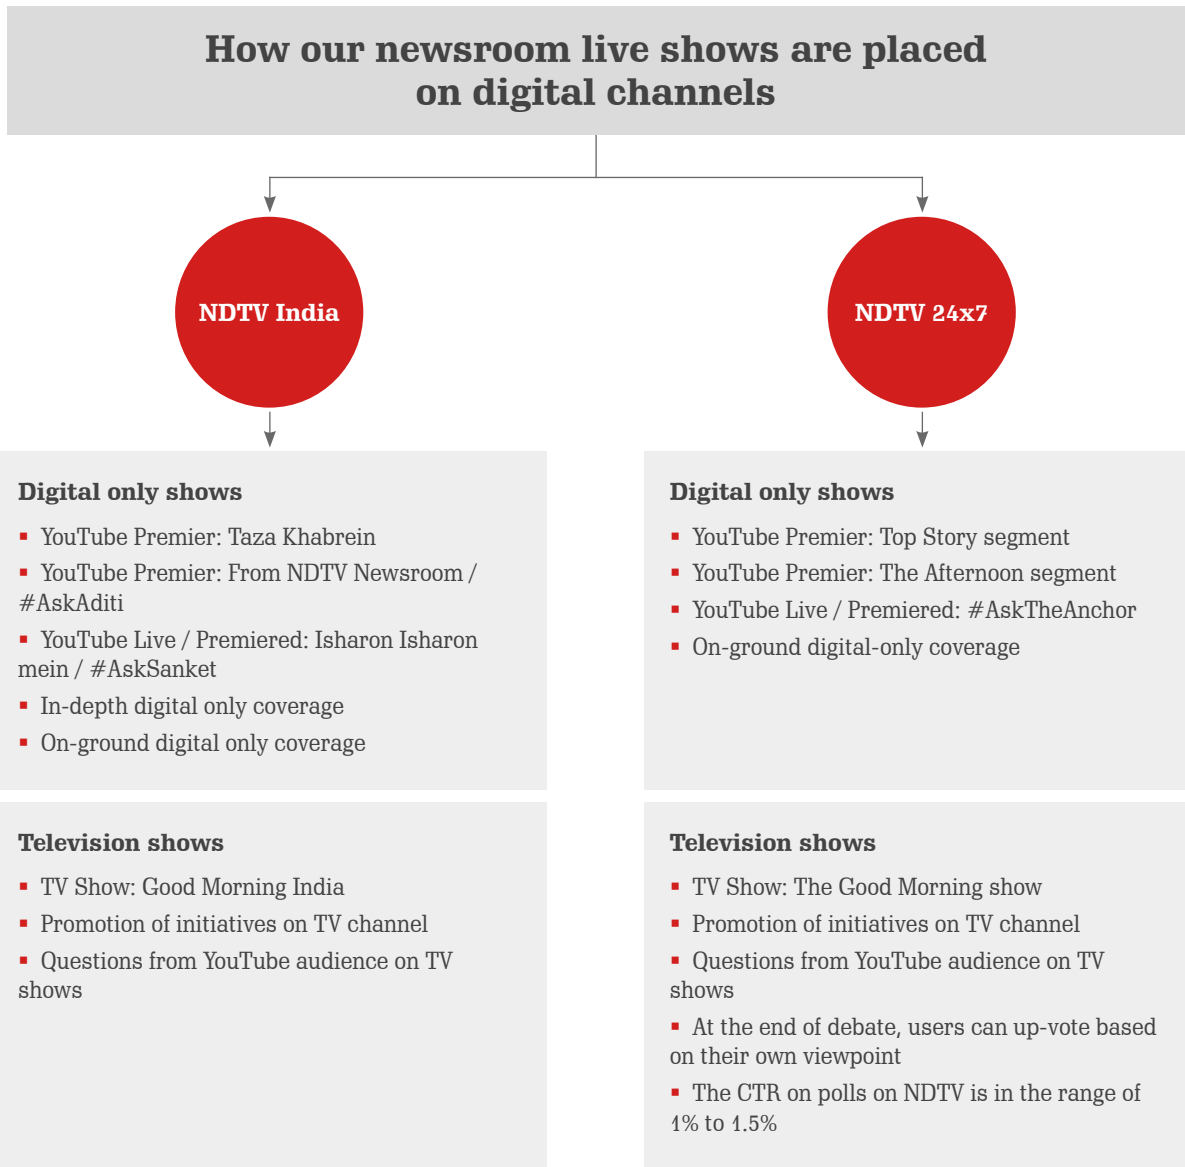 How our newsroom live shows are placed
on digital channels
NDTV India
Digital only shows
▪ YouTube Premier: Taza Khabrein
▪ YouTube Premier: From NDTV Newsroom /
#AskAditi
▪ YouTube Live / Premiered: Isharon Isharon
mein / #AskSanket
▪ In-depth digital only coverage
▪ On-ground digital only coverage
Television shows
▪ TV Show: Good Morning India
▪ Promotion of initiatives on TV channel
▪ Questions from YouTube audience on TV
shows
NDTV 24x7
Digital only shows
▪ YouTube Premier: Top Story segment
▪ YouTube Premier: The Afternoon segment
▪ YouTube Live / Premiered: #AskTheAnchor
▪ On-ground digital-only coverage
Television shows
▪ TV Show: The Good Morning show
▪ Promotion of initiatives on TV channel
▪ Questions from YouTube audience on TV
shows
▪ At the end of debate, users can up-vote based
on their own viewpoint
▪ The CTR on polls on NDTV is in the range of
1% to 1.5%